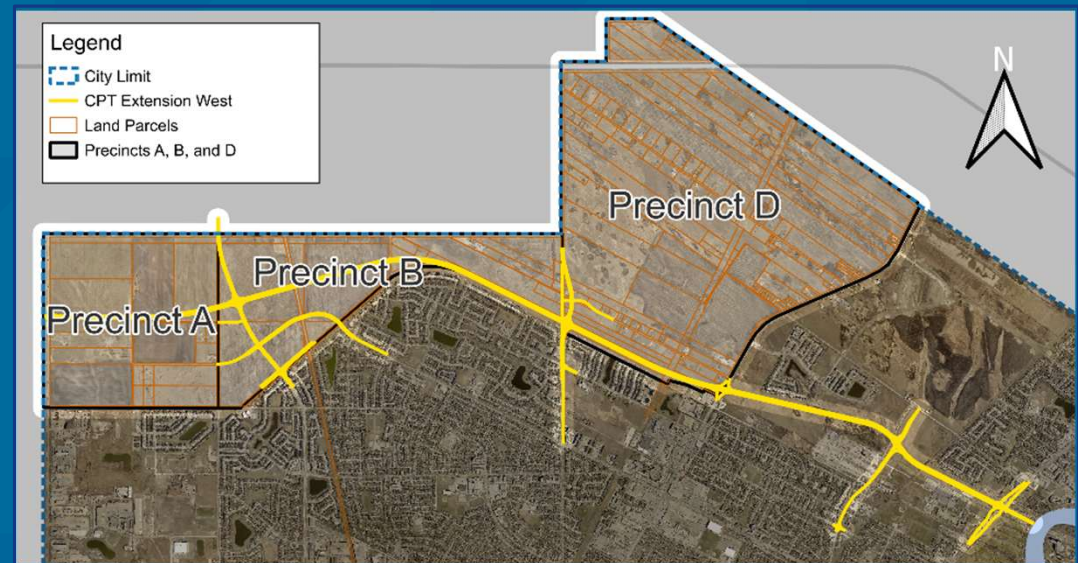 Legend
City Limit
CPT Extension West
Land Parcels
Precincts A, B, and D
N
Precinct D
Precinct B
Precinct A